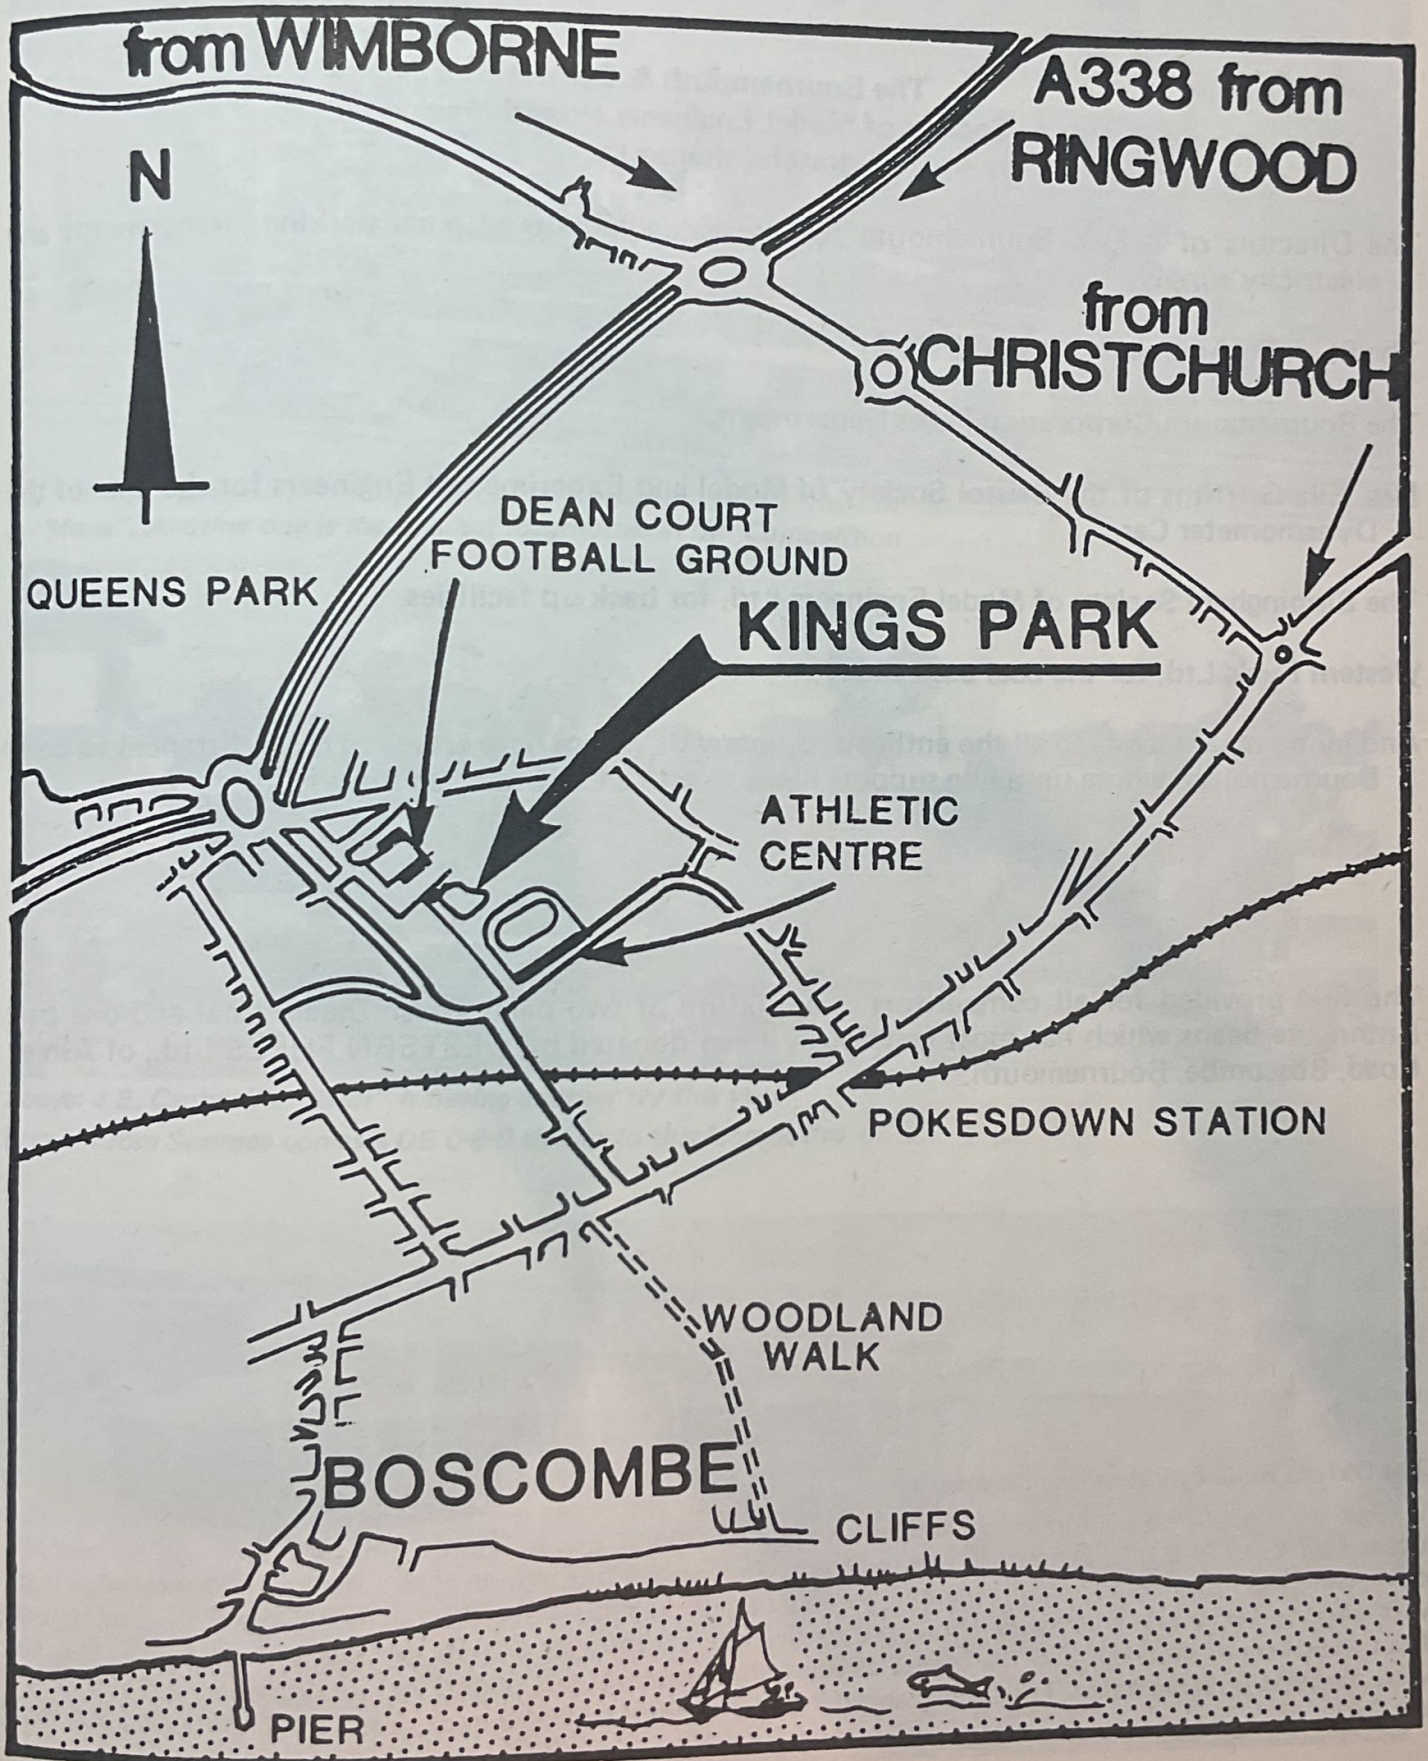 from WIMBORNE
A338 from
RINGWOOD
N
from
CHRISTCHURCH
DEAN COURT
FOOTBALL GROUND
QUEENS PARK
KINGS PARK
ATHLETIC
CENTRE
POKESDOWN STATION
WOODLAND
WALK
BOSCOMBE
CLIFFS
PIER